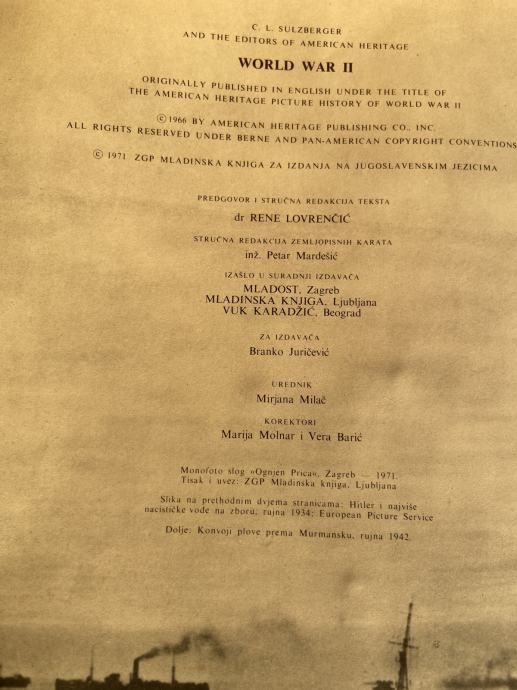 C. L. SULZBERGER
AND THE EDITORS OF AMERICAN HERITAGE
WORLD WAR II
ORIGINALLY PUBLISHED IN ENGLISH UNDER THE TITLE OF
THE AMERICAN HERITAGE PICTURE HISTORY OF WORLD WAR II
© 1966 BY AMERICAN HERITAGE PUBLISHING CO., INC.
ALL RIGHTS RESERVED UNDER BERNE AND PAN-AMERICAN COPYRIGHT CONVENTIONS
© 1971 ZGP MLADINSKA KNJIGA ZA IZDANJA NA JUGOSLAVENSKIM JEZICIMA
PREDGOVOR I STRUČNA REDAKCIJA TEKSTA
dr RENE LOVRENČIĆ
STRUČNA REDAKCIJA ZEMLJOPISNIH KARATA
inž. Petar Mardešić
IZAŠLO U SURADNJI IZDAVAČA
MLADOST, Zagreb
MLADINSKA KNJIGA, Ljubljana
VUK KARADŽIĆ, Beograd
ZA IZDAVAČA
Branko Juričević
UREDNIK
Mirjana Milač
KOREKTORI
Marija Molnar i Vera Barić
Monofoto slog »Ognjen Prica«, Zagreb — 1971.
Tisak i uvez: ZGP Mladinska knjiga, Ljubljana
Slika na prethodnim dvjema stranicama: Hitler i najviše
nacističke vođe na zboru, rujna 1934; European Picture Service
Dolje: Konvoji plove prema Murmansku, rujna 1942.